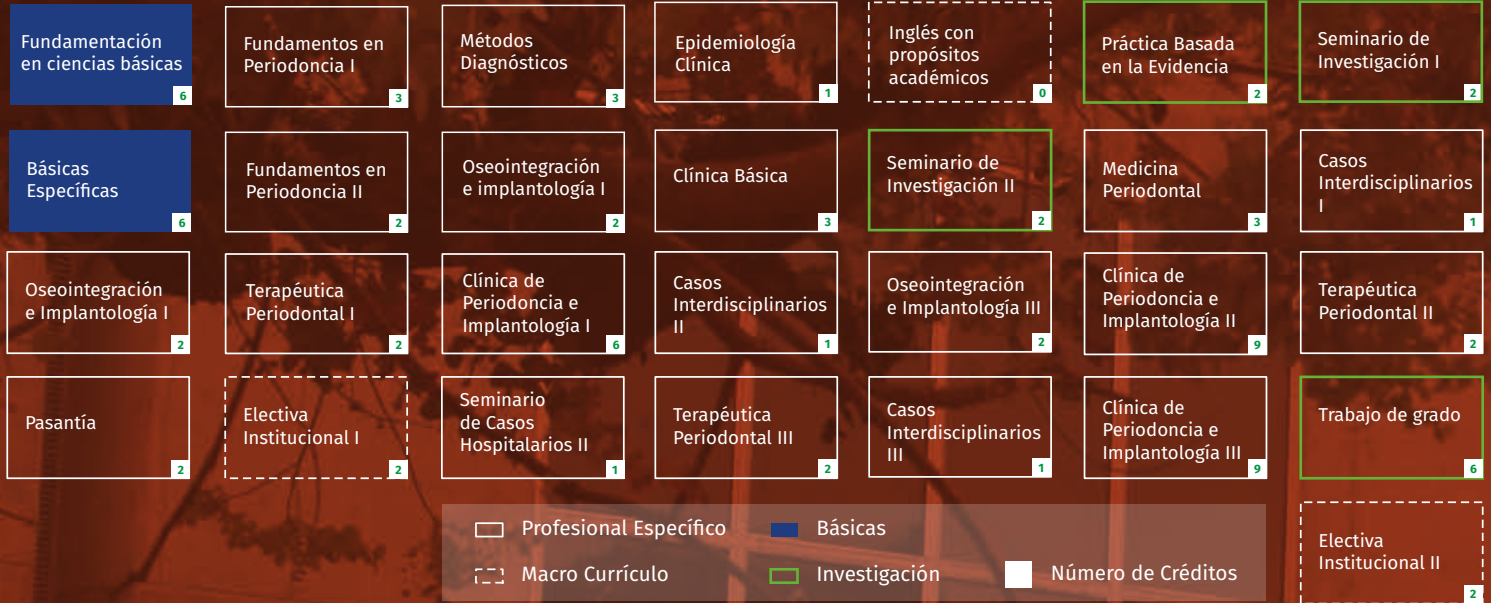 Fundamentación
en ciencias básicas
6
Fundamentos en
Periodoncia I
3
Métodos
Diagnósticos
3
Epidemiología
Clínica
1
Inglés con
propósitos
académicos
0
Práctica Basada
en la Evidencia
2
Seminario de
Investigación I
2
Básicas
Específicas
6
Fundamentos en
Periodoncia II
2
Oseointegración
e implantología I
2
Clínica Básica
3
Seminario de
Investigación II
2
Medicina
Periodontal
3
Casos
Interdisciplinarios
I
1
Oseointegración
e Implantología I
2
Terapéutica
Periodontal I
2
Clínica de
Periodoncia e
Implantología I
6
Casos
Interdisciplinarios
II
1
Oseointegración
e Implantología III
2
Clínica de
Periodoncia e
Implantología II
9
Terapéutica
Periodontal II
2
Pasantía
2
Electiva
Institucional I
2
Seminario
de Casos
Hospitalarios II
1
Terapéutica
Periodontal III
2
Casos
Interdisciplinarios
III
1
Clínica de
Periodoncia e
Implantología III
9
Trabajo de grado
6
Electiva
Institucional II
2
Profesional Específico
Básicas
Macro Currículo
Investigación
Número de Créditos